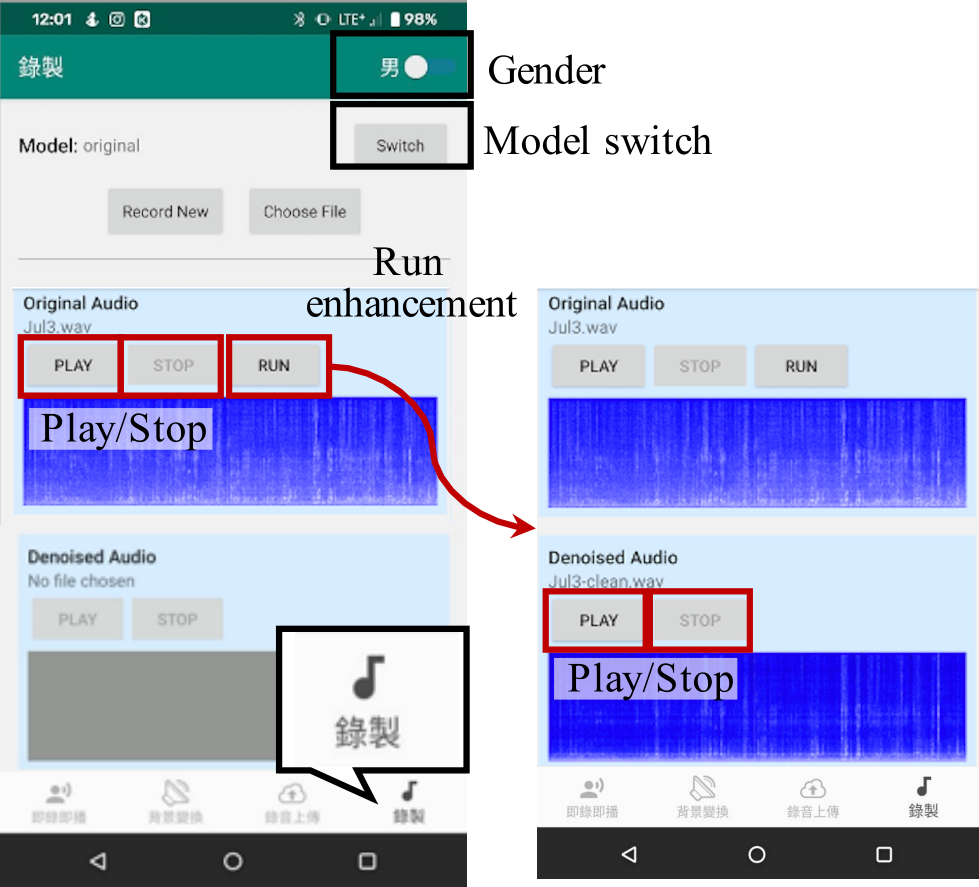 12:01 LTE+ 98%
錄製 男 Gender
Model: original Switch Model switch
Record New Choose File
Run
enhancement
Original Audio
Jul3.wav
PLAY STOP RUN
Play/Stop
Denoised Audio
No file chosen
PLAY STOP
錄製
即錄即播 背景變換 錄音上傳 錄製
Original Audio
Jul3.wav
PLAY STOP RUN
Denoised Audio
Jul3-clean.wav
PLAY STOP
Play/Stop
即錄即播 背景變換 錄音上傳 錄製